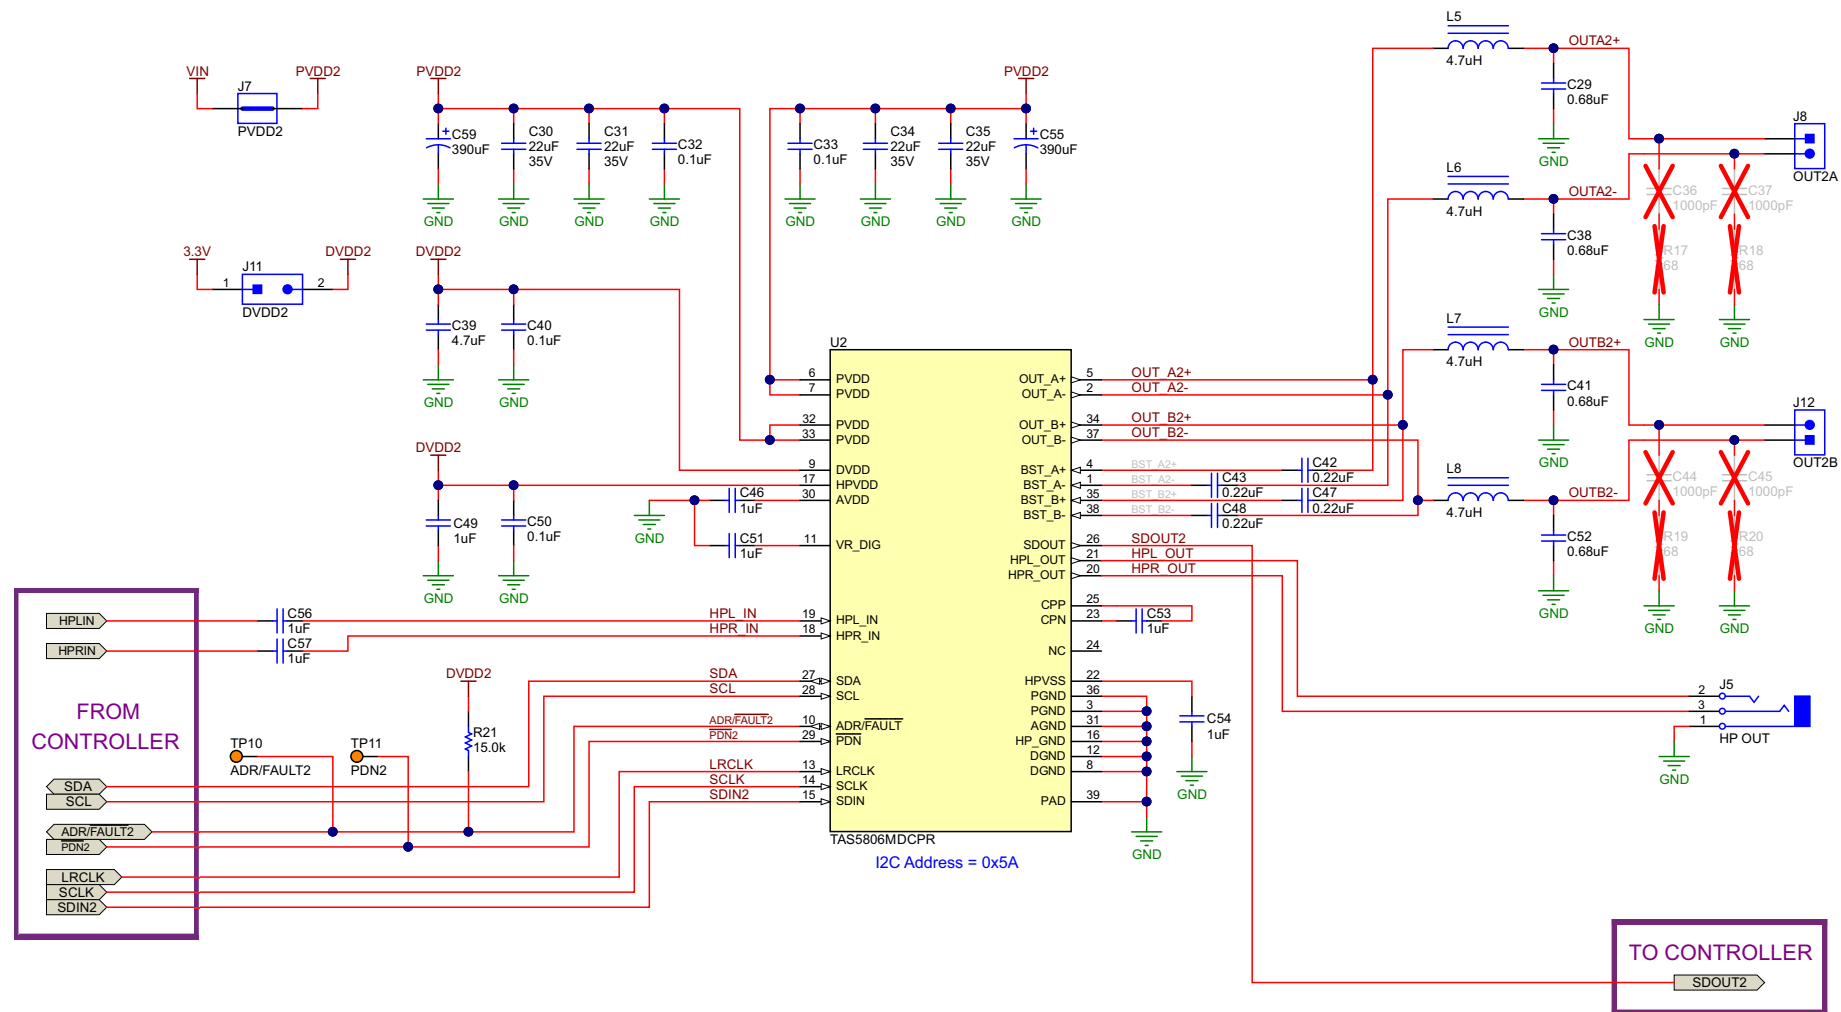 VIN
J7
PVDD2
PVDD2
3.3V
J11
1
2
DVDD2
DVDD2
PVDD2
C59
390uF
C30
22uF
35V
C31
22uF
35V
C32
0.1uF
GND
GND
GND
GND
PVDD2
C33
0.1uF
C34
22uF
35V
C35
22uF
35V
C55
390uF
GND
GND
GND
GND
DVDD2
C39
4.7uF
C40
0.1uF
GND
GND
DVDD2
C49
1uF
C50
0.1uF
GND
GND
GND
C46
1uF
C51
1uF
U2
6 PVDD
7 PVDD
32 PVDD
33 PVDD
9 DVDD
17 HPVDD
30 AVDD
11 VR_DIG
HPL_IN 19 HPL_IN
HPR_IN 18 HPR_IN
SDA 27 SDA
SCL 28 SCL
ADR/FAULT2 10 ADR/FAULT
PDN2 29 PDN
LRCLK 13 LRCLK
SCLK 14 SCLK
SDIN2 15 SDIN
OUT_A+ 5 OUT_A2+
OUT_A- 2 OUT_A2-
OUT_B+ 34 OUT_B2+
OUT_B- 37 OUT_B2-
BST_A+ 4 BST_A2+
BST_A- 1 BST_A2-
BST_B+ 35 BST_B2+
BST_B- 38 BST_B2-
SDOUT 26 SDOUT2
HPL_OUT 21 HPL_OUT
HPR_OUT 20 HPR_OUT
CPP 25
CPN 23
NC 24
HPVSS 22
PGND 36
PGND 3
AGND 31
HP_GND 16
DGND 12
DGND 8
PAD 39
TAS5806MDCPR
I2C Address = 0x5A
C42
0.22uF
C43
0.22uF
C47
0.22uF
C48
0.22uF
C53
1uF
C54
1uF
GND
GND
L5
4.7uH
OUTA2+
C29
0.68uF
GND
L6
4.7uH
OUTA2-
C38
0.68uF
GND
L7
4.7uH
OUTB2+
C41
0.68uF
GND
L8
4.7uH
OUTB2-
C52
0.68uF
GND
J8
OUT2A
C36
1000pF
C37
1000pF
R17
68
R18
68
GND
GND
J12
OUT2B
C44
1000pF
C45
1000pF
R19
68
R20
68
GND
GND
2
3
1
J5
HP OUT
GND
HPLIN
HPRIN
C56
1uF
C57
1uF
FROM
CONTROLLER
DVDD2
R21
15.0k
TP10
ADR/FAULT2
TP11
PDN2
SDA
SCL
ADR/FAULT2
PDN2
LRCLK
SCLK
SDIN2
TO CONTROLLER
SDOUT2